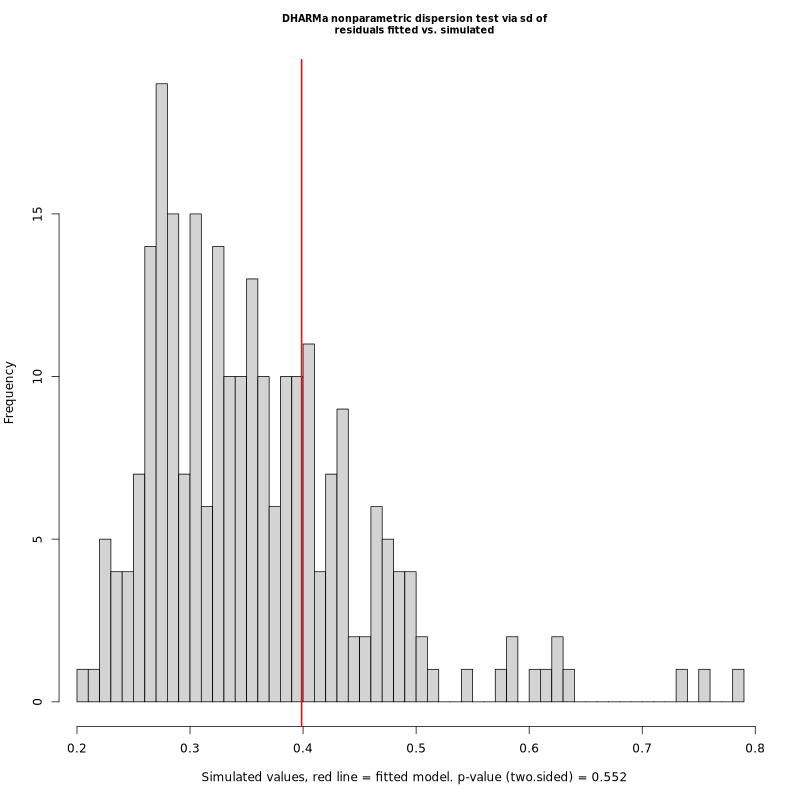 DHARMa nonparametric dispersion test via sd of
residuals fitted vs. simulated
Frequency
15
10
5
0
0.2 0.3 0.4 0.5 0.6 0.7 0.8
Simulated values, red line = fitted model. p-value (two.sided) = 0.552